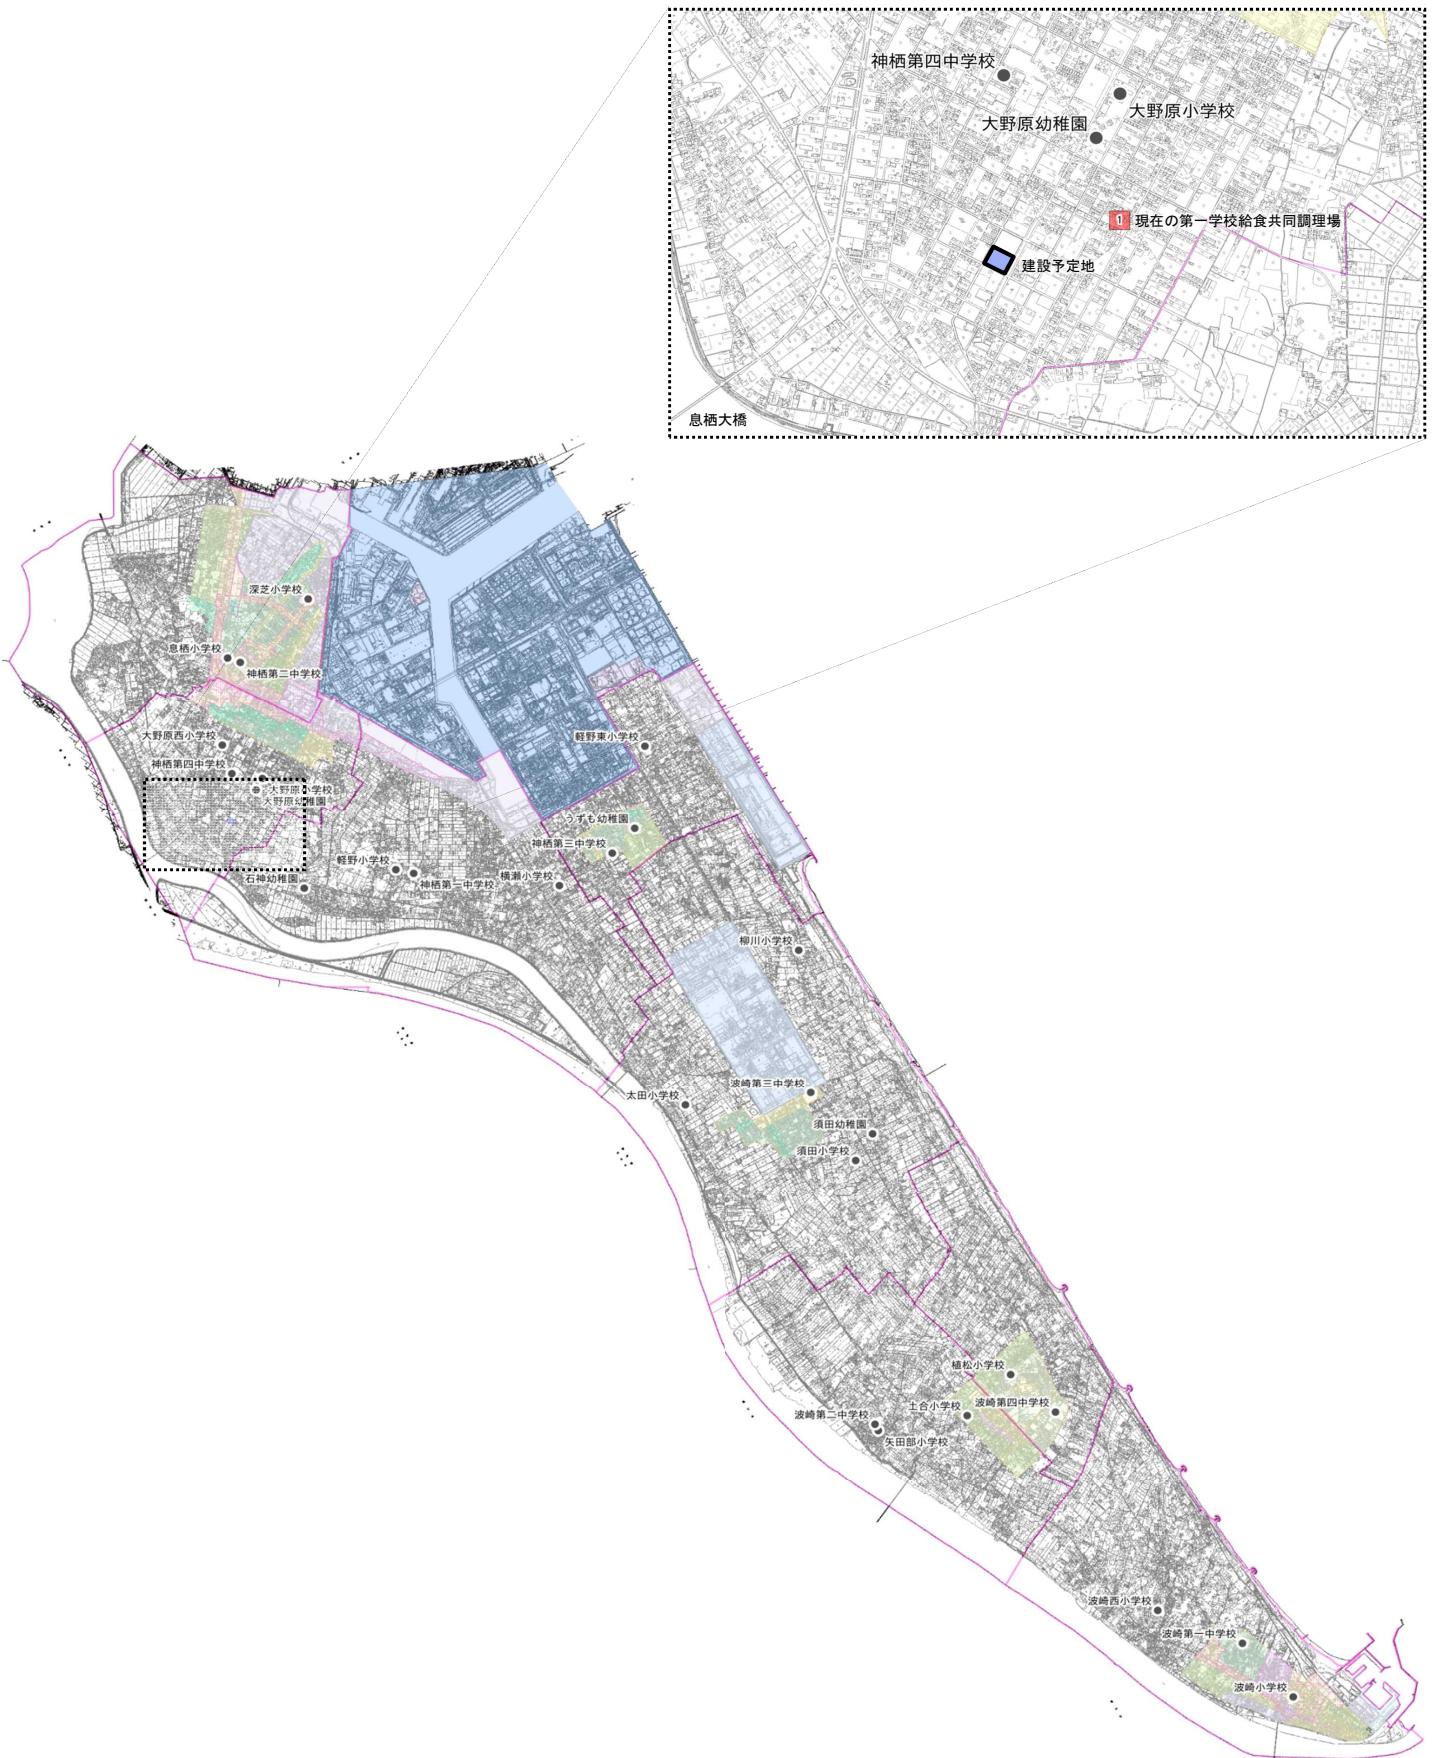 神栖第四中学校
大野原小学校
大野原幼稚園
1 現在の第一学校給食共同調理場
建設予定地
息栖大橋
深芝小学校
息栖小学校
神栖第二中学校
大野原西小学校
軽野東小学校
神栖第四中学校
大野原小学校
大野原幼稚園
うずも幼稚園
神栖第三中学校
軽野小学校
石神幼稚園
神栖第一中学校
横瀬小学校
柳川小学校
波崎第三中学校
太田小学校
須田幼稚園
須田小学校
植松小学校
土合小学校
波崎第四中学校
波崎第二中学校
矢田部小学校
波崎西小学校
波崎第一中学校
波崎小学校